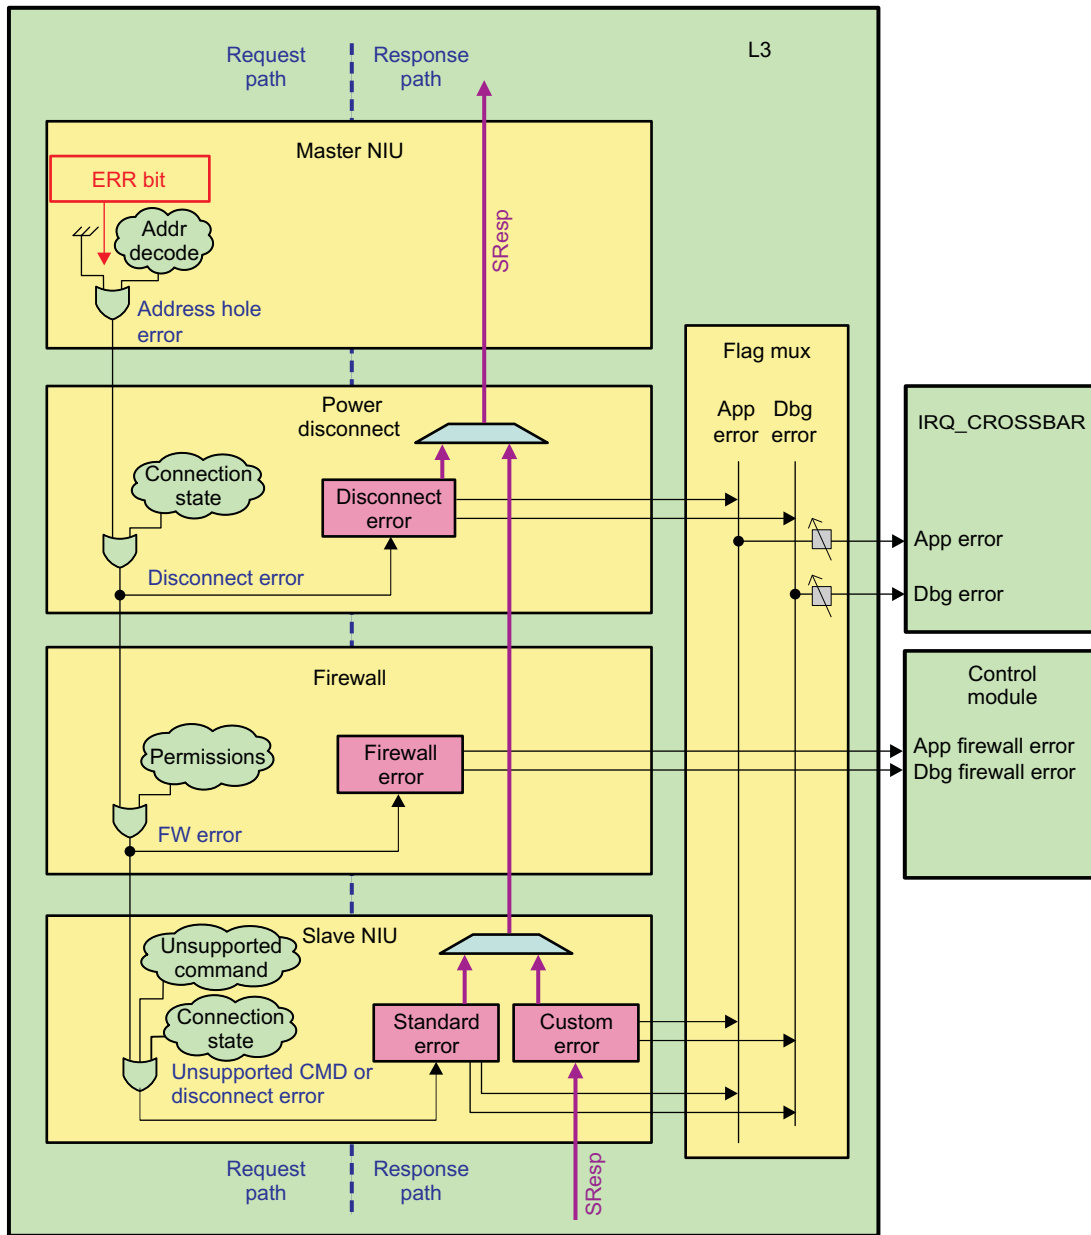 Request
path
Response
path
L3
Master NIU
ERR bit
Addr
decode
SResp
Address hole
error
Flag mux
App
error
Dbg
error
Power
disconnect
IRQ_CROSSBAR
Connection
state
Disconnect
error
App error
Disconnect error
Dbg error
Firewall
Control
module
Permissions
Firewall
error
App firewall error
Dbg firewall error
FW error
Slave NIU
Unsupported
command
Connection
state
Standard
error
Custom
error
Unsupported CMD or
disconnect error
Request
path
Response
path
SResp